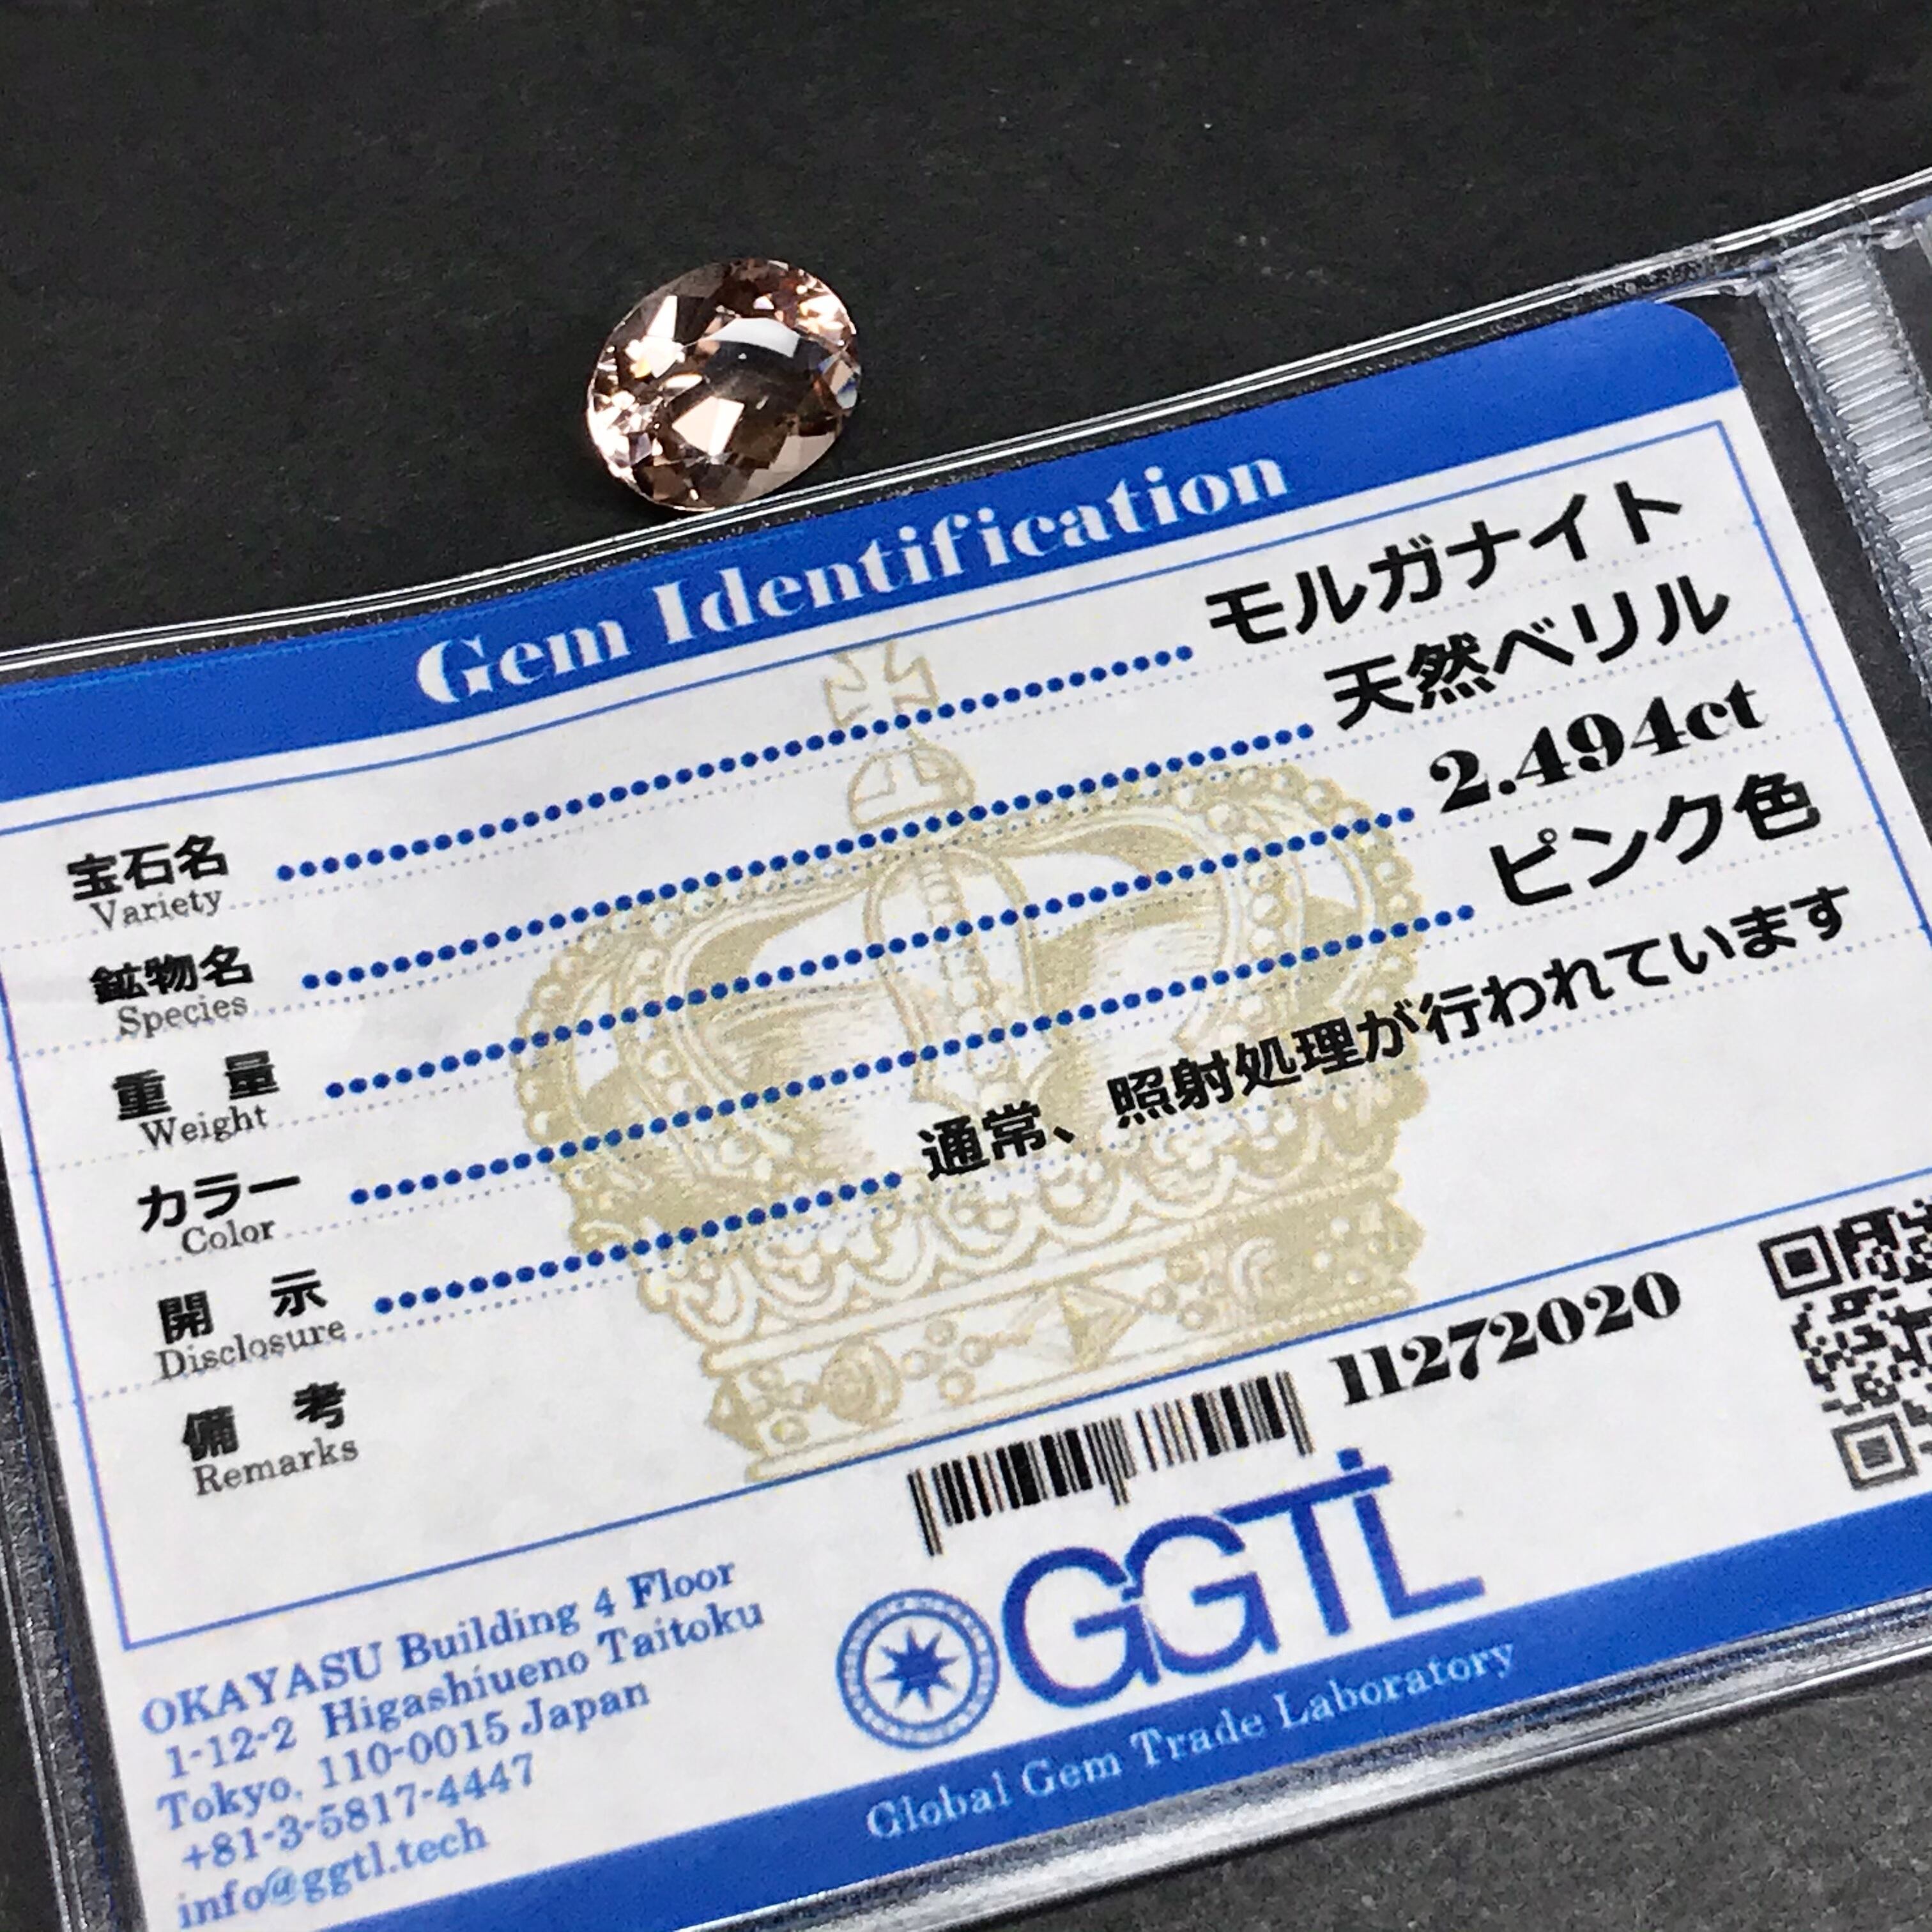 Gem Identification
宝石名 モルガナイト
Variety
鉱物名 天然ベリル
Species
重量 2.494ct
Weight
カラー ピンク色
Color
開示 通常、照射処理が行われています
Disclosure
備考
Remarks
11272020
OKAYASU Building 4 Floor
1-12-2 Higashiueno Taitoku
Tokyo, 110-0015 Japan
+81-3-5817-4447
info@ggtl.tech
GGTL
Global Gem Trade Laboratory